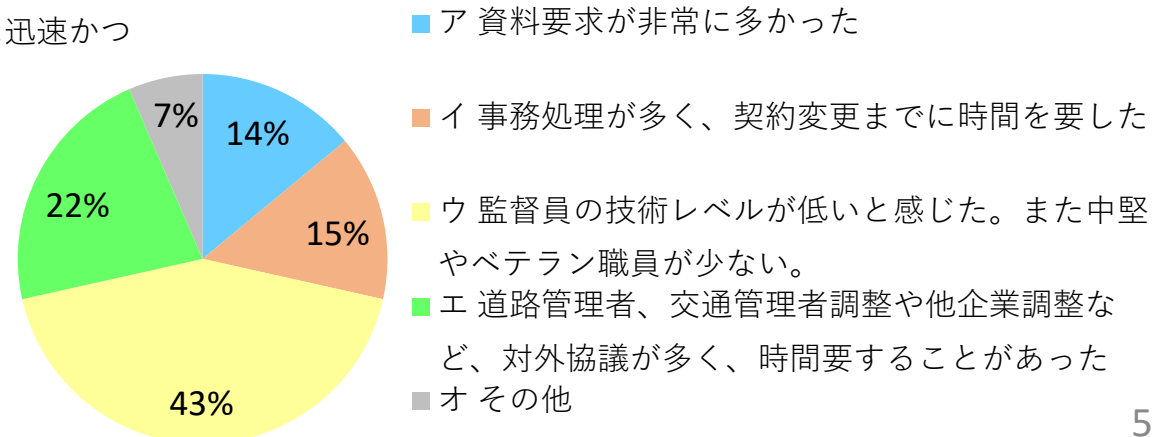 迅速かつ
ア 資料要求が非常に多かった
イ 事務処理が多く、契約変更までに時間を要した
ウ 監督員の技術レベルが低いと感じた。また中堅
やベテラン職員が少ない。
エ 道路管理者、交通管理者調整や他企業調整な
ど、対外協議が多く、時間要することがあった
オ その他
7%
14%
22%
15%
43%
5